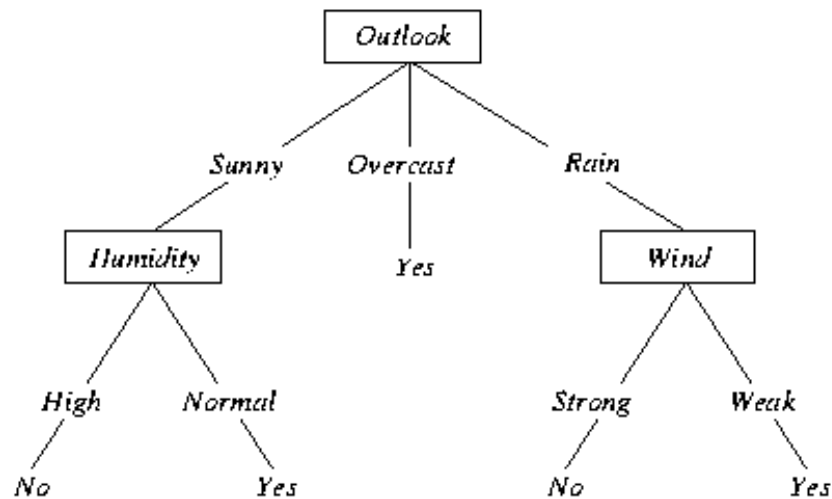 Outlook
Sunny Overcast Rain
Humidity Yes Wind
High Normal Strong Weak
No Yes No Yes